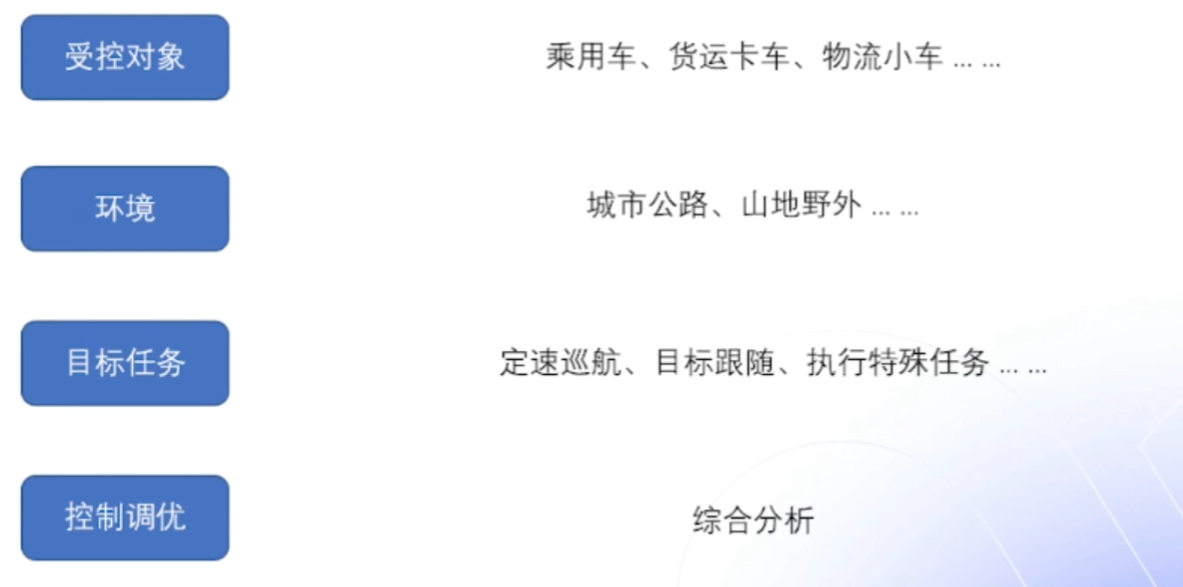 受控对象
乘用车、货运卡车、物流小车 ... ...
环境
城市公路、山地野外 ... ...
目标任务
定速巡航、目标跟随、执行特殊任务 ... ...
控制调优
综合分析